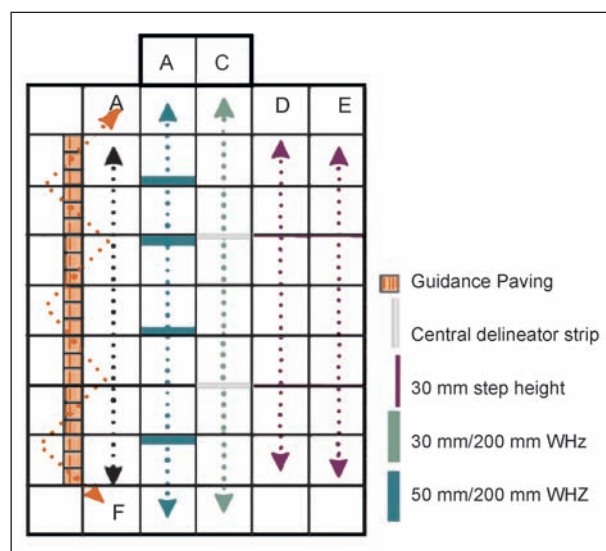 A C
A D E
F
Guidance Paving
Central delineator strip
30 mm step height
30 mm/200 mm WHz
50 mm/200 mm WHZ